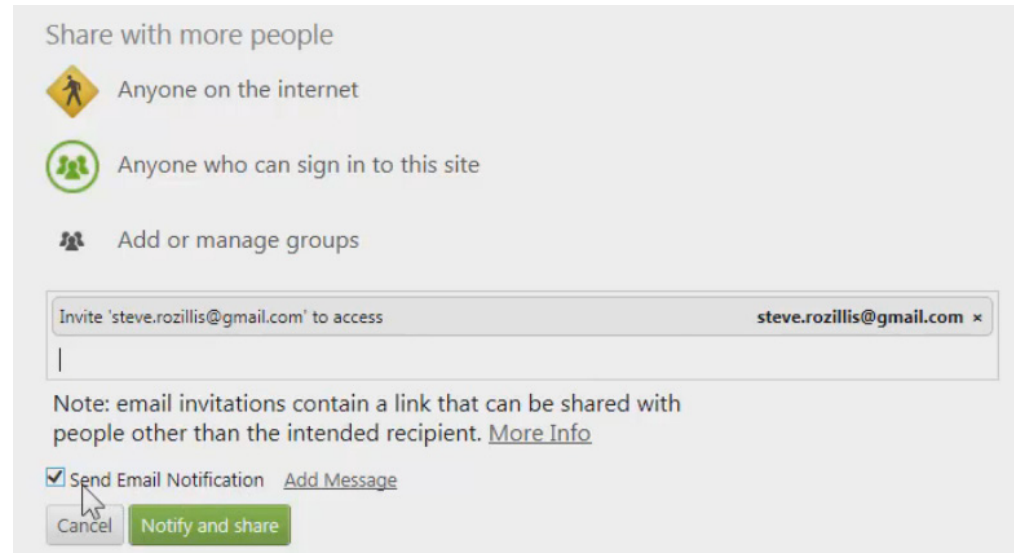 Share with more people
Anyone on the internet
Anyone who can sign in to this site
Add or manage groups
Invite 'steve.rozillis@gmail.com' to access steve.rozillis@gmail.com ×
Note: email invitations contain a link that can be shared with
people other than the intended recipient. More Info
Send Email Notification Add Message
Cancel Notify and share